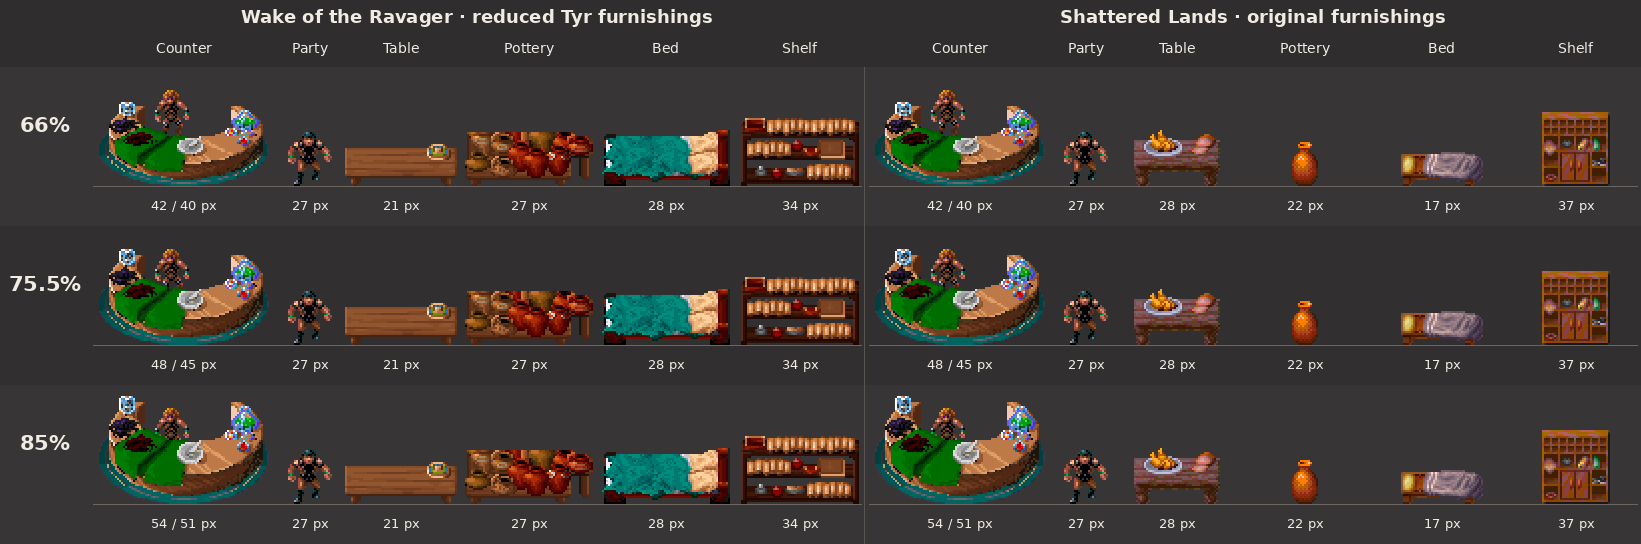 Wake of the Ravager · reduced Tyr furnishings
Shattered Lands · original furnishings
Counter Party Table Pottery Bed Shelf
Counter Party Table Pottery Bed Shelf
66%
42 / 40 px 27 px 21 px 27 px 28 px 34 px
42 / 40 px 27 px 28 px 22 px 17 px 37 px
75.5%
48 / 45 px 27 px 21 px 27 px 28 px 34 px
48 / 45 px 27 px 28 px 22 px 17 px 37 px
85%
54 / 51 px 27 px 21 px 27 px 28 px 34 px
54 / 51 px 27 px 28 px 22 px 17 px 37 px